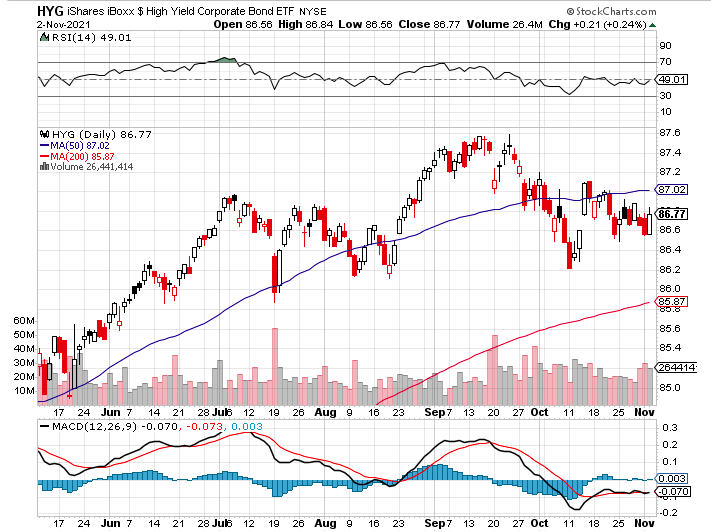 HYG iShares iBoxx $ High Yield Corporate Bond ETF NYSE © StockCharts.com
2-Nov-2021 Open 86.56 High 86.84 Low 86.56 Close 86.77 Volume 26.4M Chg +0.21 (+0.24%)
RSI(14) 49.01
90
70
49.01
30
10
HYG (Daily) 86.77
MA(50) 87.02
MA(200) 85.87
Volume 26,441,414
87.6
87.4
87.2
87.02
86.77
86.6
86.4
86.2
86.0
85.87
85.8
85.6
85.4
264414
85.0
60M
50M
40M
30M
20M
10M
17 24 Jun 7 14 21 28 Jul 6 12 19 26 Aug 9 16 23 Sep 7 13 20 27 Oct 11 18 25 Nov
MACD(12,26,9) -0.070, -0.073, 0.003
0.3
0.2
0.1
0.003
-0.070
-0.2
17 24 Jun 7 14 21 28 Jul 6 12 19 26 Aug 9 16 23 Sep 7 13 20 27 Oct 11 18 25 Nov